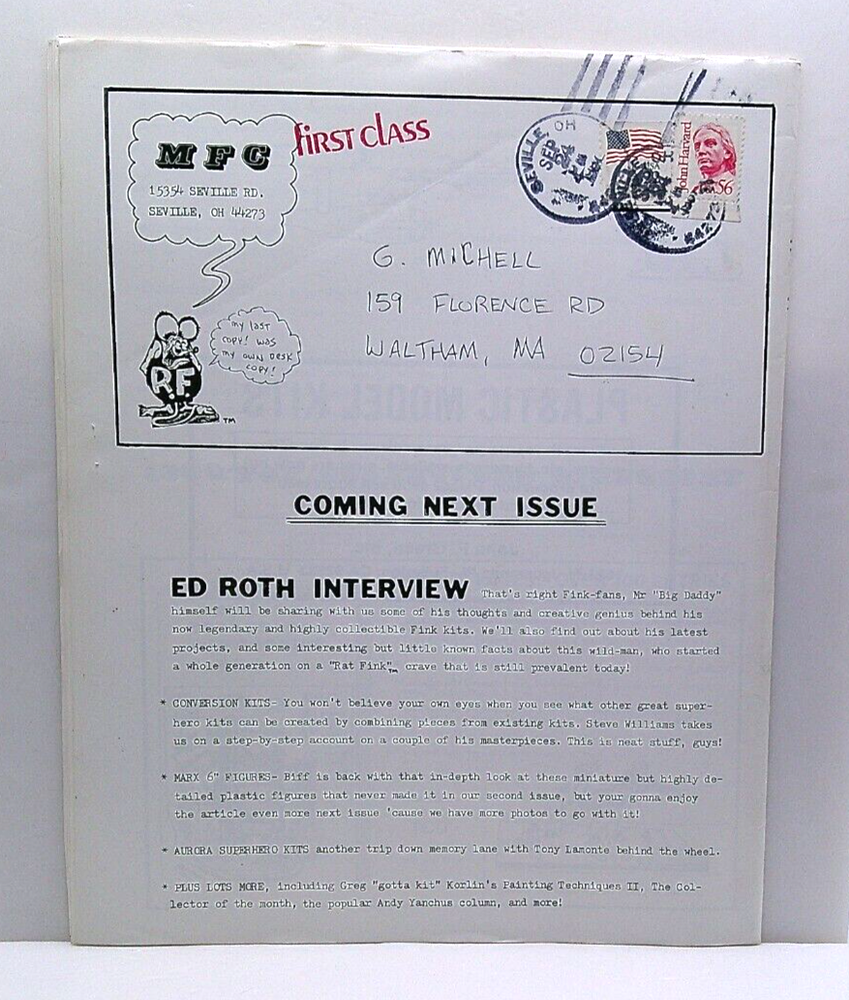 MFC
15354 SEVILLE RD.
SEVILLE, OH 44273
first class
SEVILLE, OH
SEP
John Harvard
56
G. MICHELL
159 FLORENCE RD
WALTHAM, MA 02154
my last
copy! was
my own desk
copy!
R.F.
TM
COMING NEXT ISSUE
ED ROTH INTERVIEW That's right Fink-fans, Mr "Big Daddy"
himself will be sharing with us some of his thoughts and creative genius behind his
now legendary and highly collectible Fink kits. We'll also find out about his latest
projects, and some interesting but little known facts about this wild-man, who started
a whole generation on a "Rat Fink"TM crave that is still prevalent today!
* CONVERSION KITS- You won't believe your own eyes when you see what other great super-
hero kits can be created by combining pieces from existing kits. Steve Williams takes
us on a step-by-step account on a couple of his masterpieces. This is neat stuff, guys!
* MARX 6" FIGURES- Biff is back with that in-depth look at these miniature but highly de-
tailed plastic figures that never made it in our second issue, but your gonna enjoy
the article even more next issue 'cause we have more photos to go with it!
* AURORA SUPERHERO KITS another trip down memory lane with Tony Lamonte behind the wheel.
* PLUS LOTS MORE, including Greg "gotta kit" Korlin's Painting Techniques II, The Col-
lector of the month, the popular Andy Yanchus column, and more!